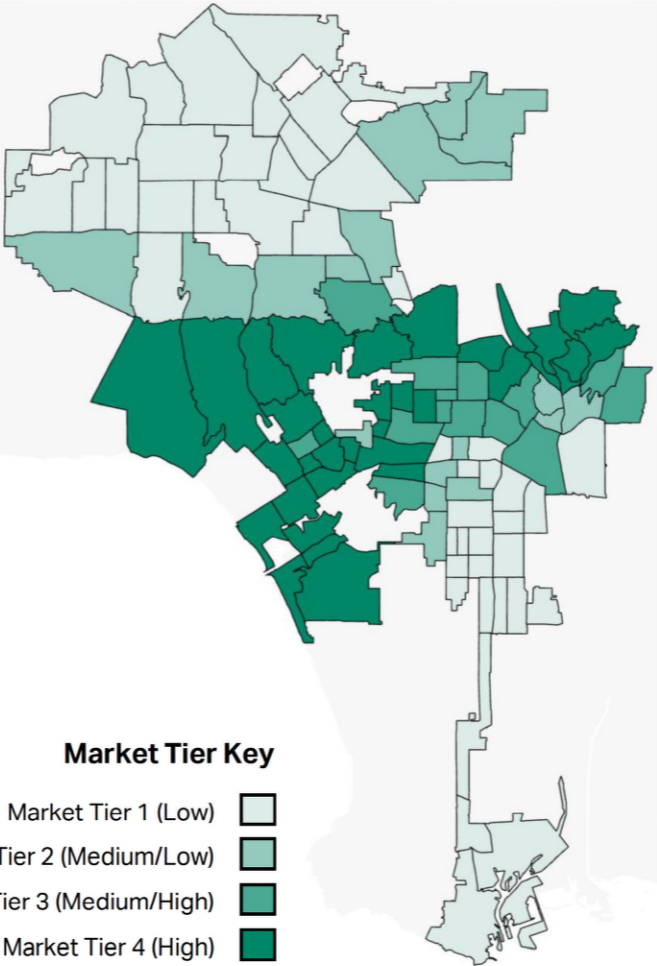 Market Tier Key
Market Tier 1 (Low)
Tier 2 (Medium/Low)
Tier 3 (Medium/High)
Market Tier 4 (High)